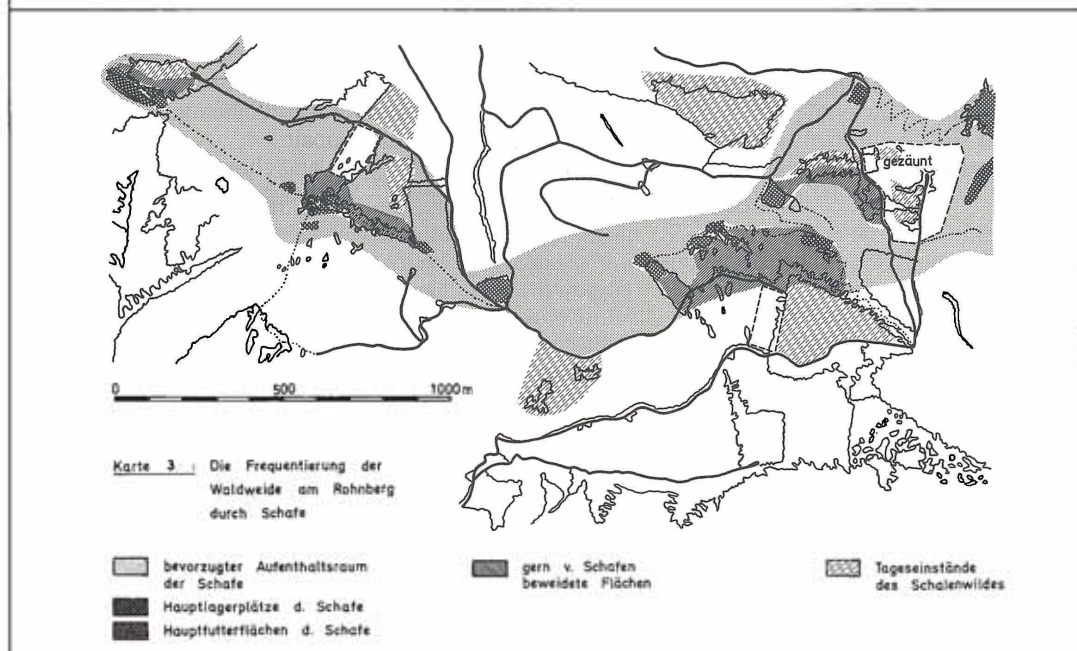 gezäunt
0 500 1000 m
Karte 3 : Die Frequentierung der
Waldweide am Rohnberg
durch Schafe
bevorzugter Aufenthaltsraum
der Schafe
Hauptlagerplätze d. Schafe
Hauptfutterflächen d. Schafe
gern v. Schafen
beweidete Flächen
Tageseinstände
des Schalenwildes